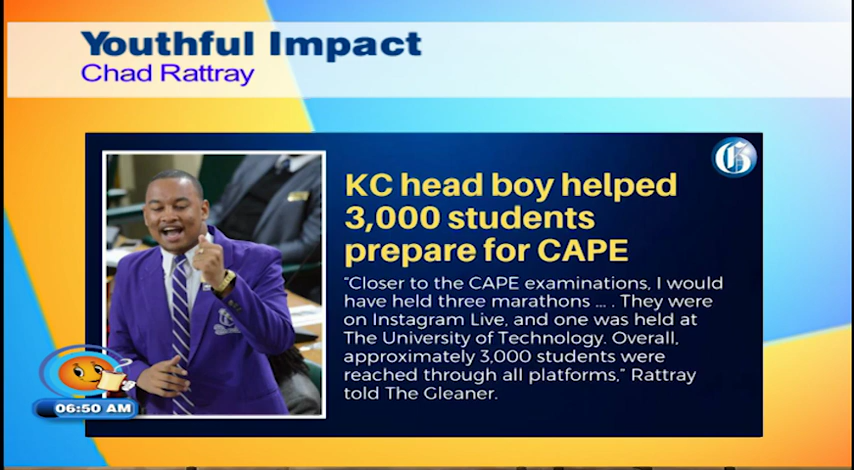 Youthful Impact
Chad Rattray
G
KC head boy helped
3,000 students
prepare for CAPE
"Closer to the CAPE examinations, I would
have held three marathons ... . They were
on Instagram Live, and one was held at
The University of Technology. Overall,
approximately 3,000 students were
reached through all platforms," Rattray
told The Gleaner.
06:50 AM